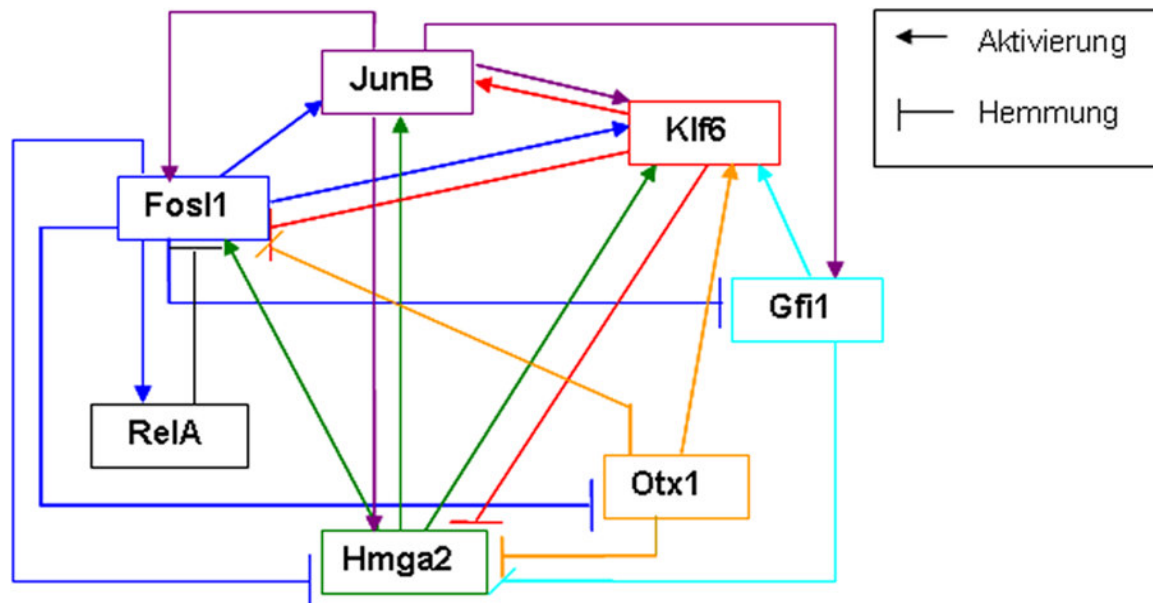 JunB
Aktivierung
Klf6
Hemmung
Fosl1
Gfi1
RelA
Otx1
Hmga2